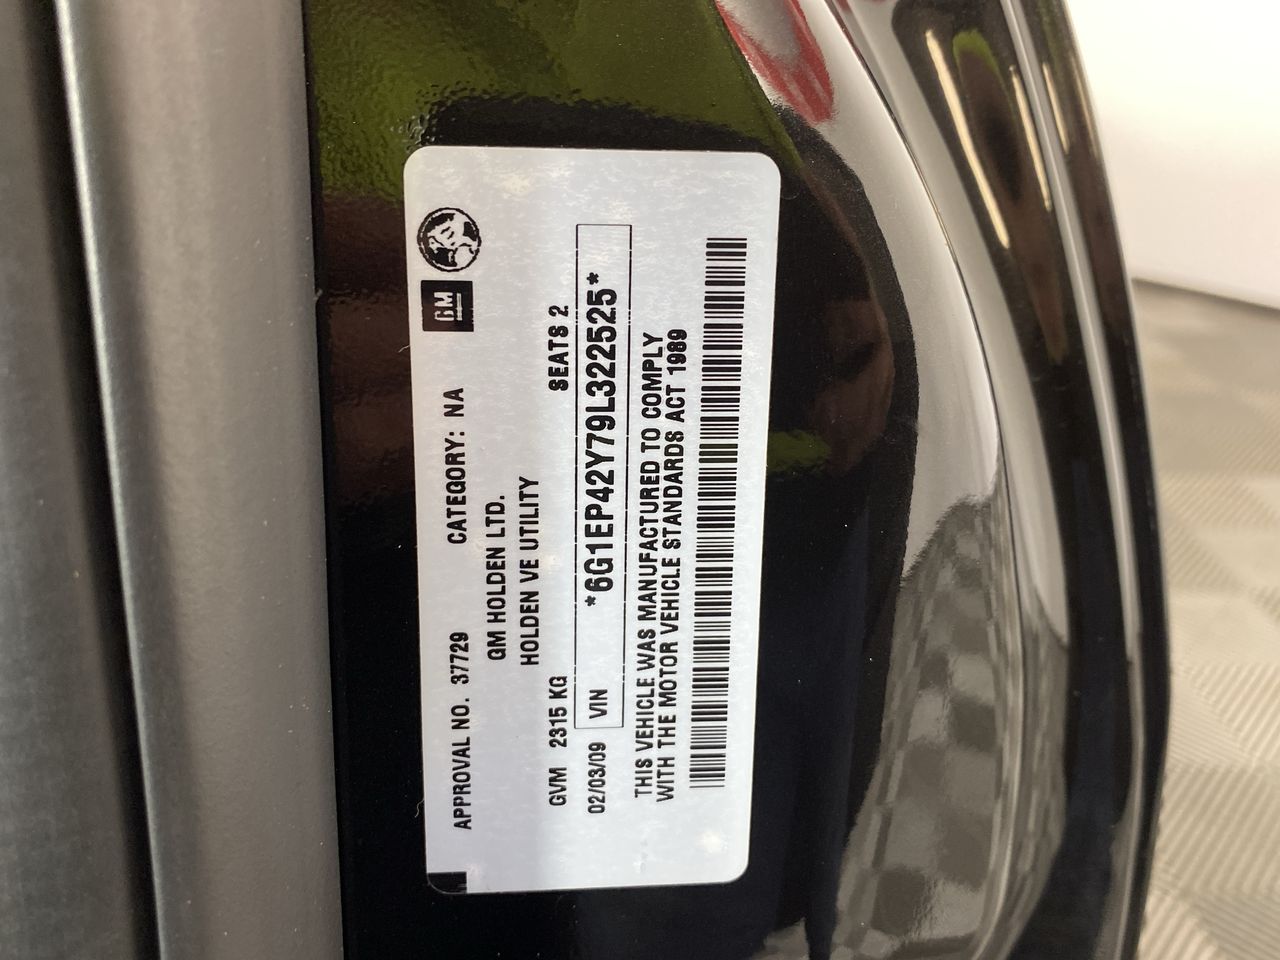 GM
APPROVAL NO. 37729 CATEGORY: NA
GM HOLDEN LTD.
HOLDEN VE UTILITY
GVM 2315 KG SEATS 2
02/03/09 VIN *6G1EP42Y79L322525*
THIS VEHICLE WAS MANUFACTURED TO COMPLY
WITH THE MOTOR VEHICLE STANDARDS ACT 1989